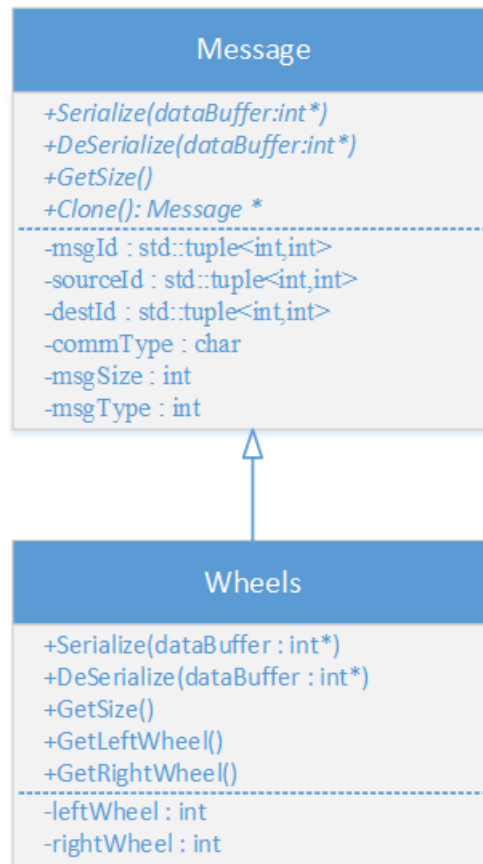 Message
+Serialize(dataBuffer:int*)
+DeSerialize(dataBuffer:int*)
+GetSize()
+Clone(): Message *
-msgId : std::tuple<int,int>
-sourceId : std::tuple<int,int>
-destId : std::tuple<int,int>
-commType : char
-msgSize : int
-msgType : int
Wheels
+Serialize(dataBuffer : int*)
+DeSerialize(dataBuffer : int*)
+GetSize()
+GetLeftWheel()
+GetRightWheel()
-leftWheel : int
-rightWheel : int